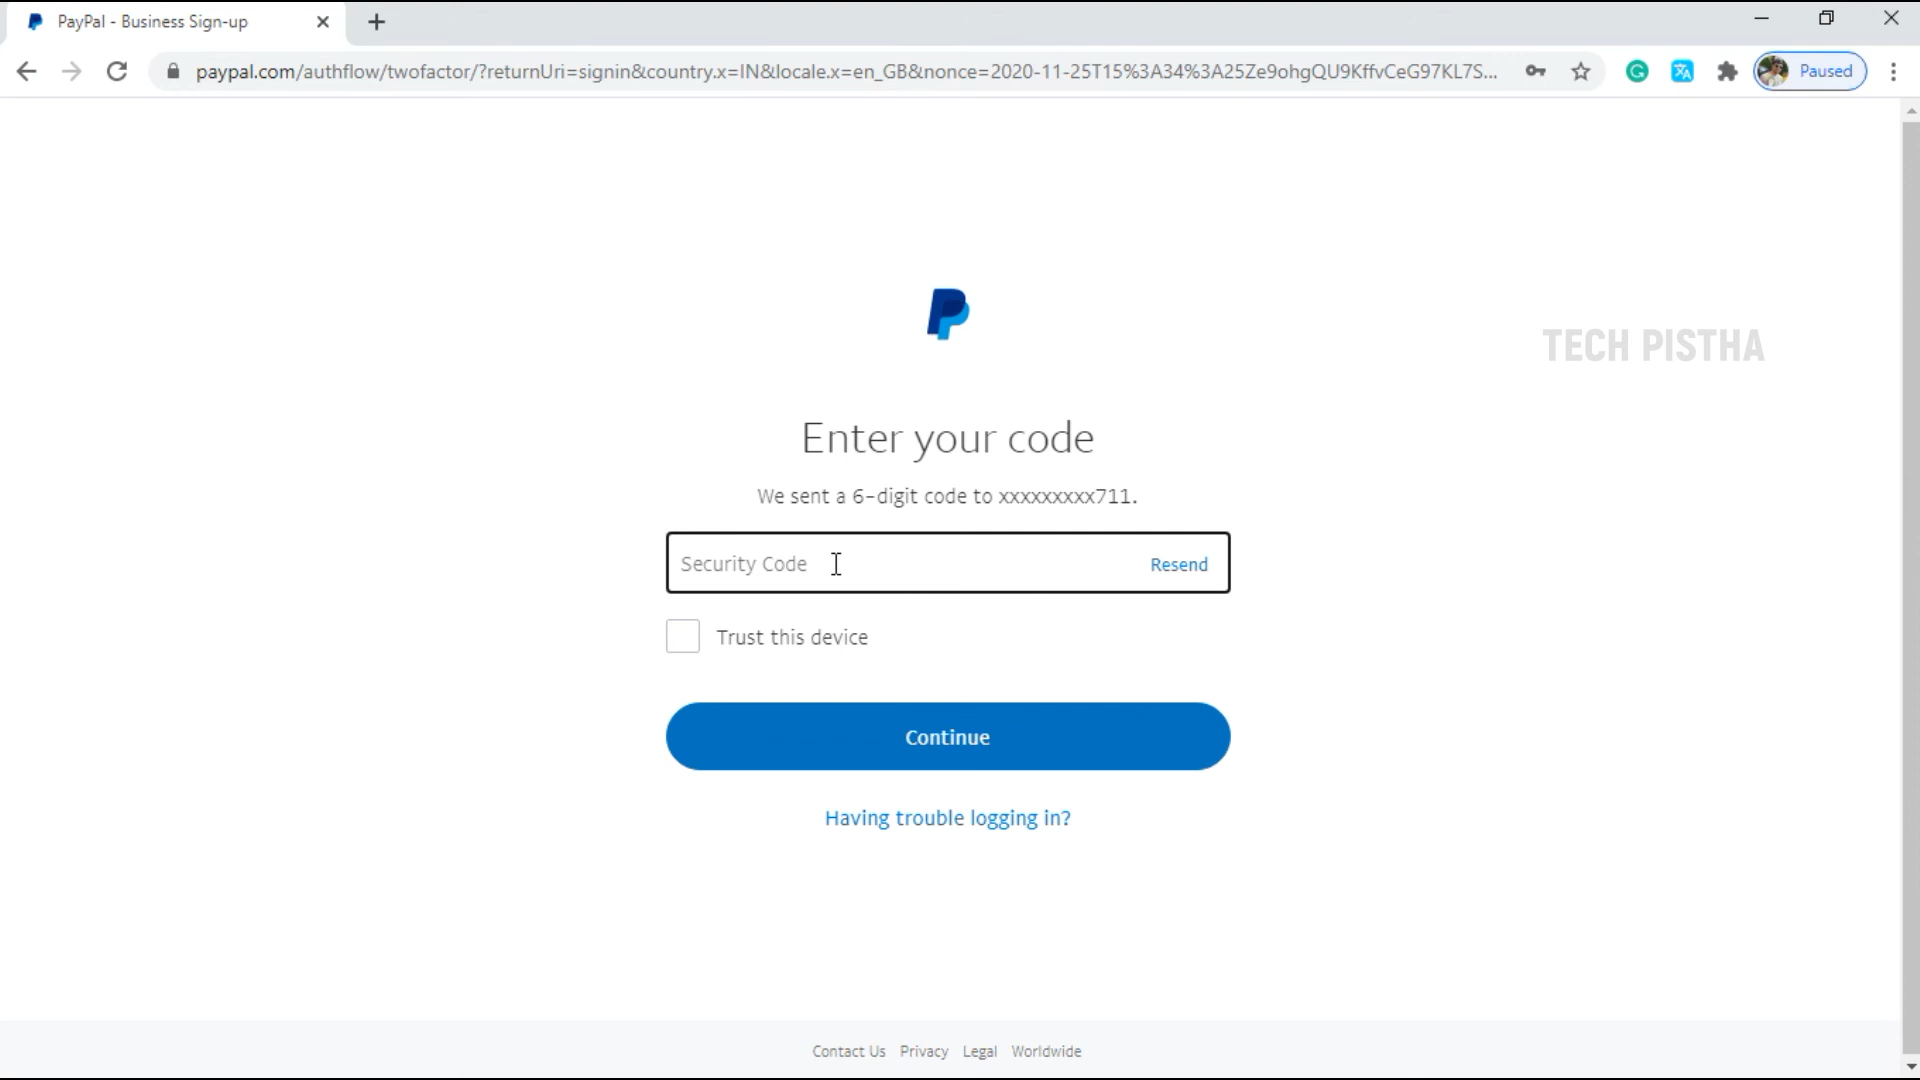 PayPal - Business Sign-up
paypal.com/authflow/twofactor/?returnUri=signin&country.x=IN&locale.x=en_GB&nonce=2020-11-25T15%3A34%3A25Ze9ohgQU9KffvCeG97KL7S...
Paused
TECH PISTHA
Enter your code
We sent a 6-digit code to xxxxxxxxx711.
Security Code
Resend
Trust this device
Continue
Having trouble logging in?
Contact Us Privacy Legal Worldwide